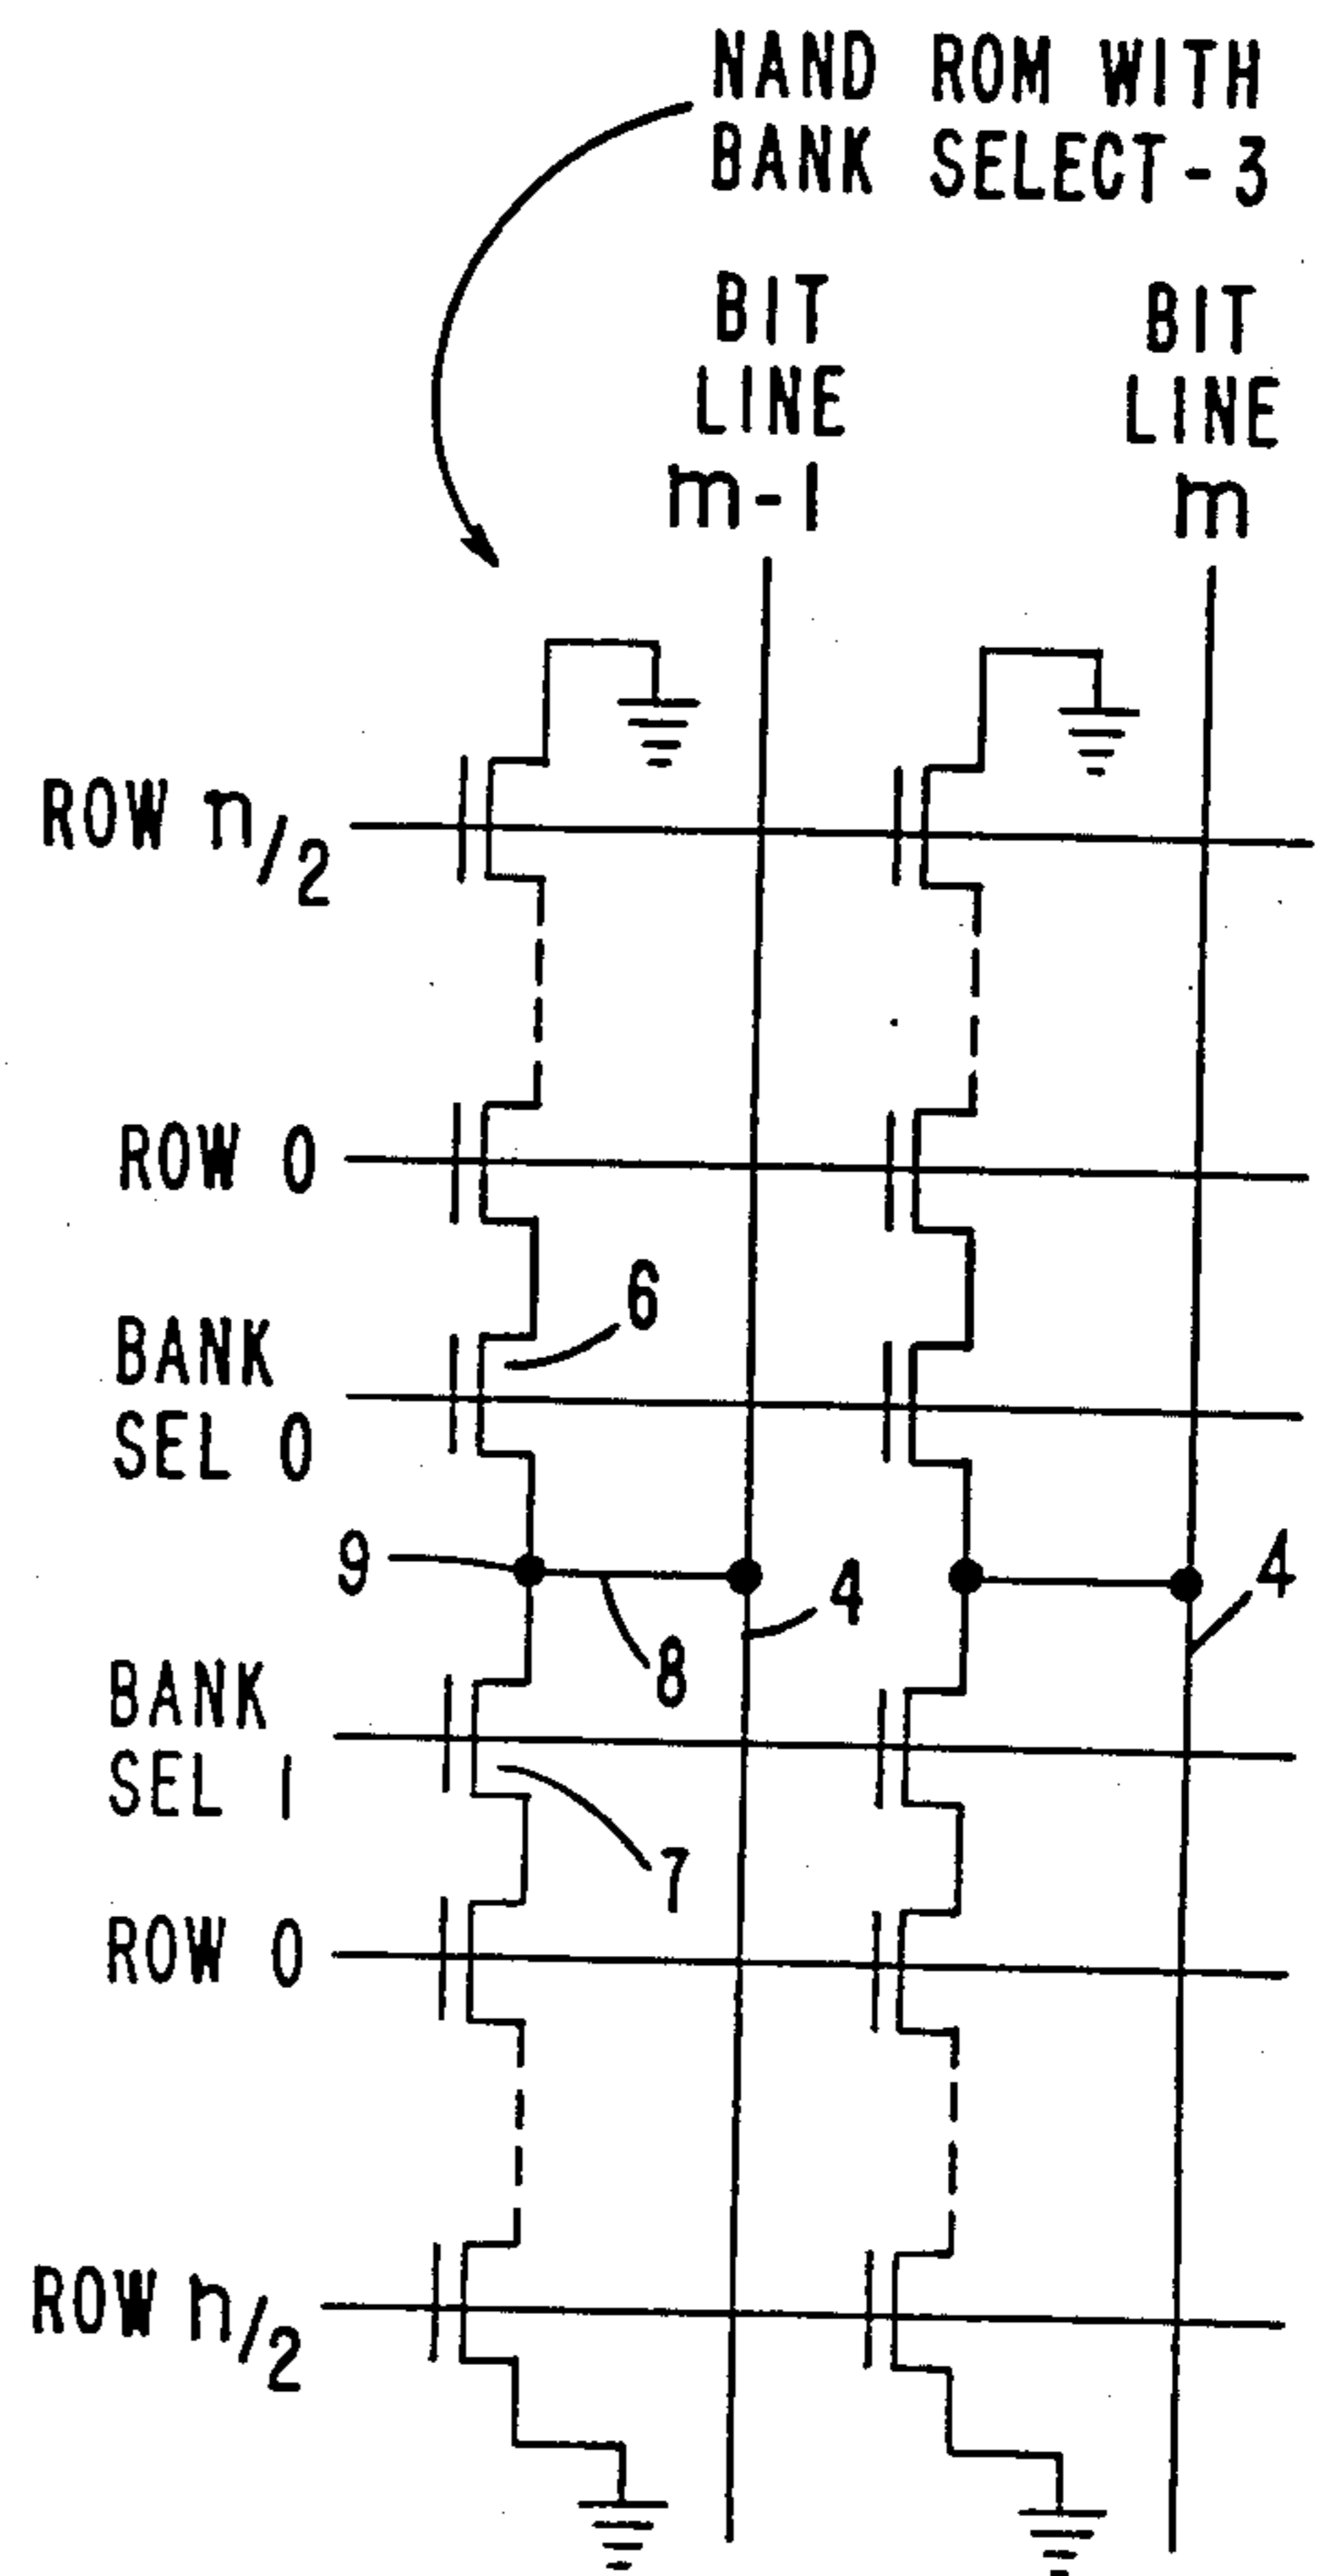 NAND ROM WITH
BANK SELECT-3
BIT
LINE
m-1
BIT
LINE
m
ROW n/2
ROW 0
6
BANK
SEL 0
9
8
4
4
BANK
SEL 1
7
ROW 0
ROW n/2